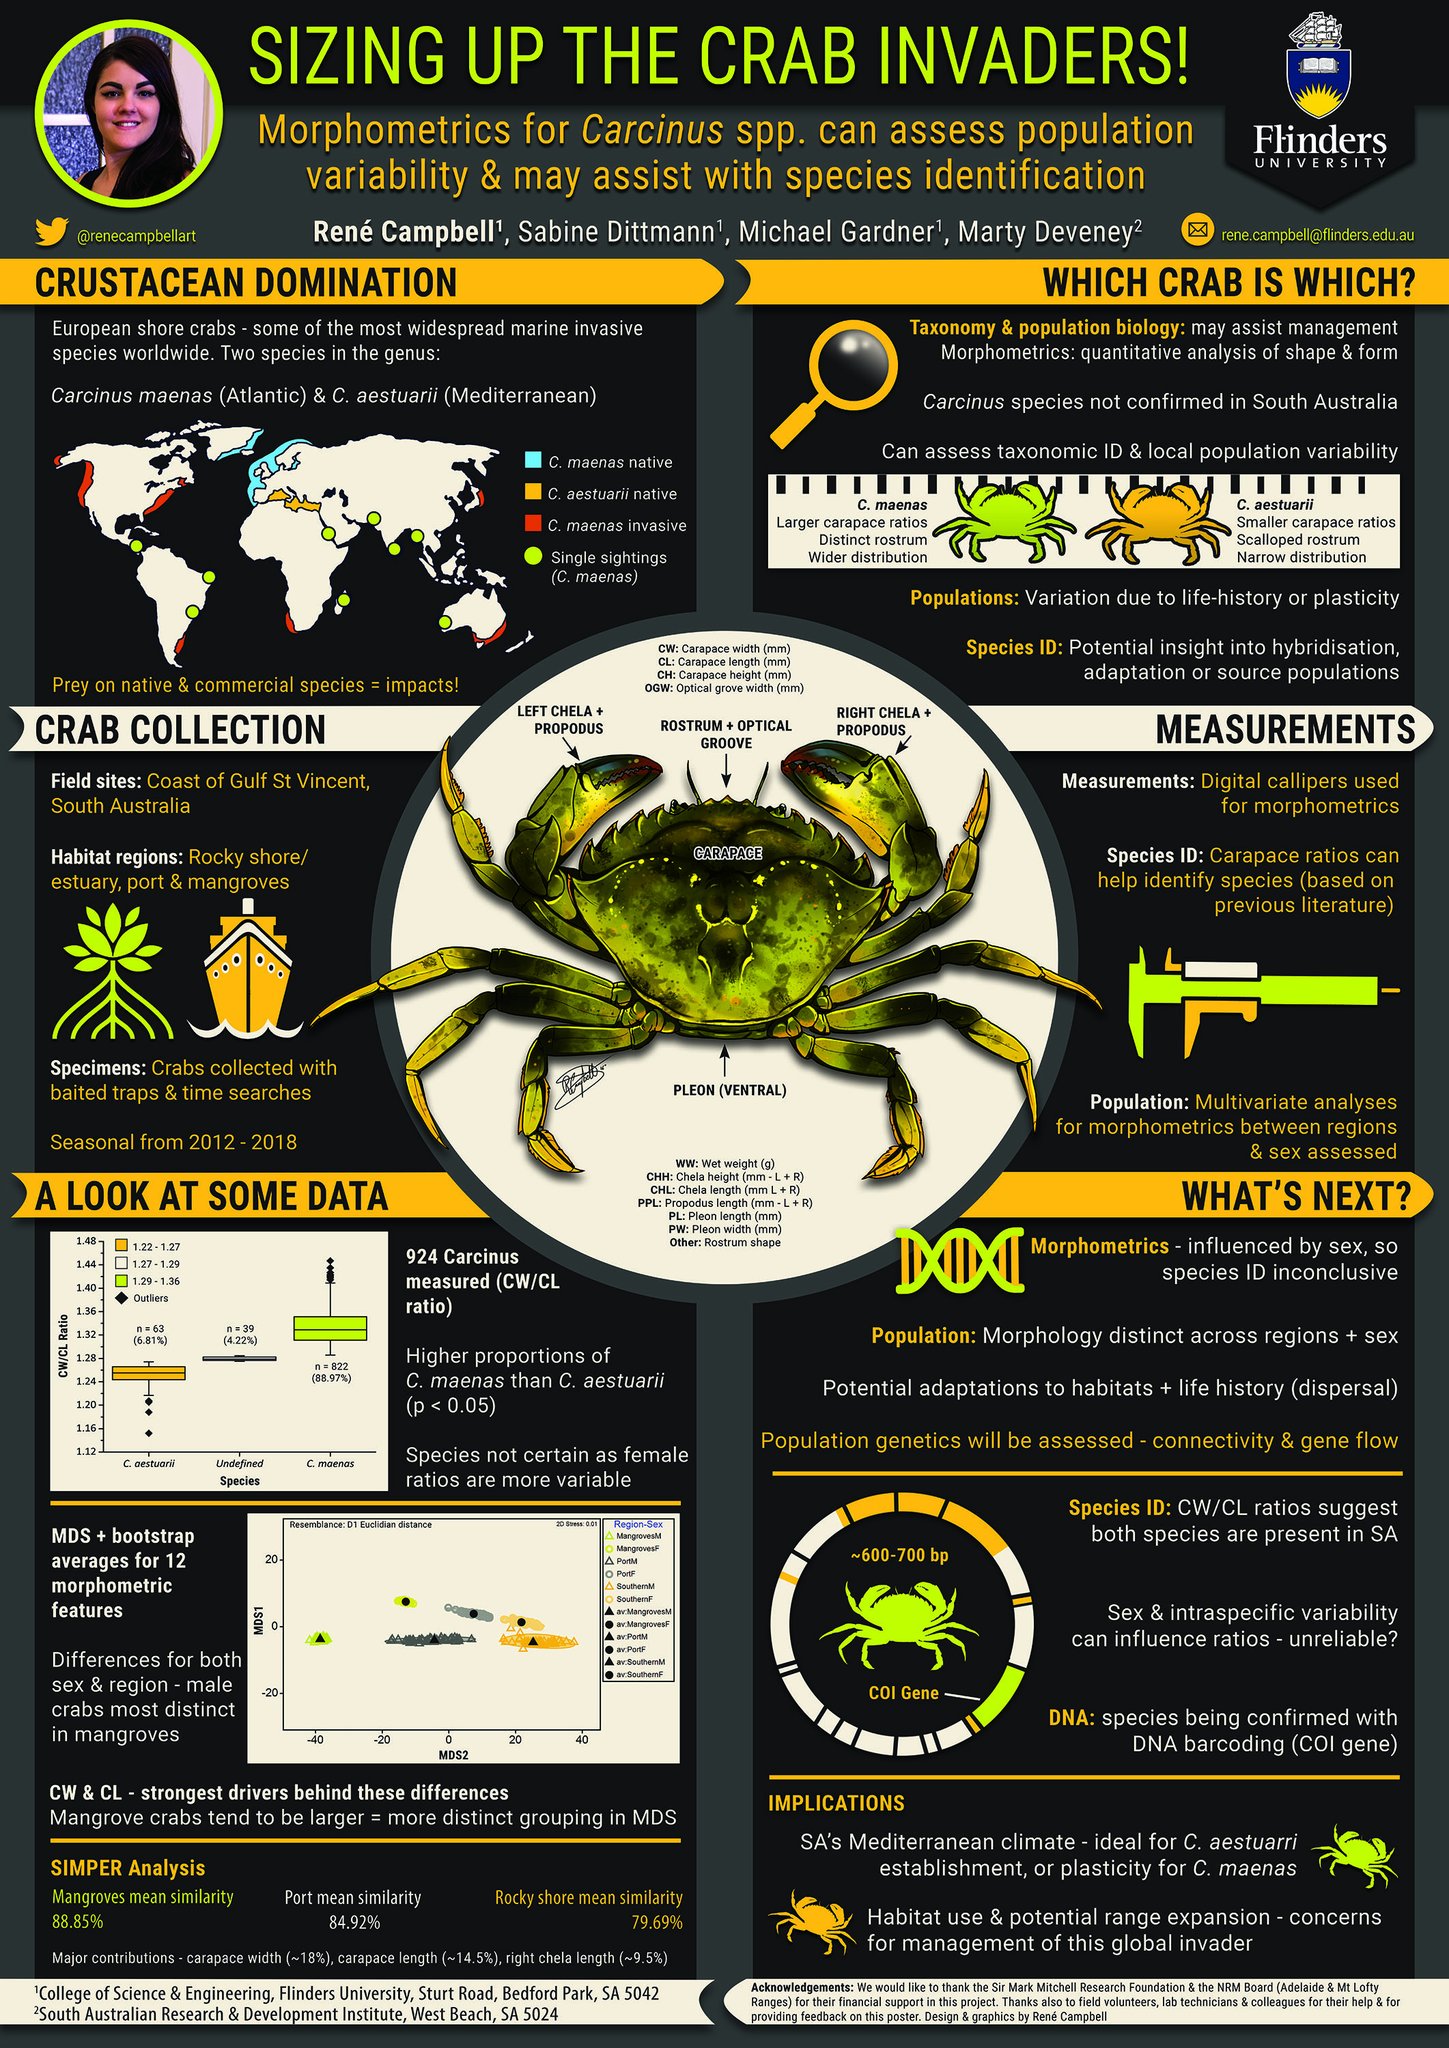 SIZING UP THE CRAB INVADERS!
Morphometrics for Carcinus spp. can assess population
variability & may assist with species identification
Flinders
UNIVERSITY
@renecampbellart
René Campbell¹, Sabine Dittmann¹, Michael Gardner¹, Marty Deveney²
rene.campbell@flinders.edu.au
CRUSTACEAN DOMINATION
European shore crabs - some of the most widespread marine invasive
species worldwide. Two species in the genus:
Carcinus maenas (Atlantic) & C. aestuarii (Mediterranean)
C. maenas native
C. aestuarii native
C. maenas invasive
Single sightings
(C. maenas)
Prey on native & commercial species = impacts!
WHICH CRAB IS WHICH?
Taxonomy & population biology: may assist management
Morphometrics: quantitative analysis of shape & form
Carcinus species not confirmed in South Australia
Can assess taxonomic ID & local population variability
C. maenas
Larger carapace ratios
Distinct rostrum
Wider distribution
C. aestuarii
Smaller carapace ratios
Scalloped rostrum
Narrow distribution
Populations: Variation due to life-history or plasticity
Species ID: Potential insight into hybridisation,
adaptation or source populations
CW: Carapace width (mm)
CL: Carapace length (mm)
CH: Carapace height (mm)
OGW: Optical grove width (mm)
LEFT CHELA +
PROPODUS
ROSTRUM + OPTICAL
GROOVE
RIGHT CHELA +
PROPODUS
CARAPACE
PLEON (VENTRAL)
WW: Wet weight (g)
CHH: Chela height (mm - L + R)
CHL: Chela length (mm L + R)
PPL: Propodus length (mm - L + R)
PL: Pleon length (mm)
PW: Pleon width (mm)
Other: Rostrum shape
CRAB COLLECTION
Field sites: Coast of Gulf St Vincent,
South Australia
Habitat regions: Rocky shore/
estuary, port & mangroves
Specimens: Crabs collected with
baited traps & time searches
Seasonal from 2012 - 2018
MEASUREMENTS
Measurements: Digital callipers used
for morphometrics
Species ID: Carapace ratios can
help identify species (based on
previous literature)
Population: Multivariate analyses
for morphometrics between regions
& sex assessed
A LOOK AT SOME DATA
1.48
1.44
1.40
1.36
1.32
1.28
1.24
1.20
1.16
1.12
CW/CL Ratio
1.22 - 1.27
1.27 - 1.29
1.29 - 1.36
Outliers
n = 63
(6.81%)
n = 39
(4.22%)
n = 822
(88.97%)
C. aestuarii
Undefined
C. maenas
Species
924 Carcinus
measured (CW/CL
ratio)
Higher proportions of
C. maenas than C. aestuarii
(p < 0.05)
Species not certain as female
ratios are more variable
MDS + bootstrap
averages for 12
morphometric
features
Differences for both
sex & region - male
crabs most distinct
in mangroves
Resemblance: D1 Euclidian distance
2D Stress: 0.01
20
0
-20
MDS1
-40
-20
0
20
40
MDS2
Region-Sex
MangrovesM
MangrovesF
PortM
PortF
SouthernM
SouthernF
av:MangrovesM
av:MangrovesF
av:PortM
av:PortF
av:SouthernM
av:SouthernF
CW & CL - strongest drivers behind these differences
Mangrove crabs tend to be larger = more distinct grouping in MDS
SIMPER Analysis
Mangroves mean similarity
88.85%
Port mean similarity
84.92%
Rocky shore mean similarity
79.69%
Major contributions - carapace width (~18%), carapace length (~14.5%), right chela length (~9.5%)
WHAT'S NEXT?
Morphometrics - influenced by sex, so
species ID inconclusive
Population: Morphology distinct across regions + sex
Potential adaptations to habitats + life history (dispersal)
Population genetics will be assessed - connectivity & gene flow
~600-700 bp
COI Gene
Species ID: CW/CL ratios suggest
both species are present in SA
Sex & intraspecific variability
can influence ratios - unreliable?
DNA: species being confirmed with
DNA barcoding (COI gene)
IMPLICATIONS
SA's Mediterranean climate - ideal for C. aestuarri
establishment, or plasticity for C. maenas
Habitat use & potential range expansion - concerns
for management of this global invader
¹College of Science & Engineering, Flinders University, Sturt Road, Bedford Park, SA 5042
²South Australian Research & Development Institute, West Beach, SA 5024
Acknowledgements: We would like to thank the Sir Mark Mitchell Research Foundation & the NRM Board (Adelaide & Mt Lofty
Ranges) for their financial support in this project. Thanks also to field volunteers, lab technicians & colleagues for their help & for
providing feedback on this poster. Design & graphics by René Campbell